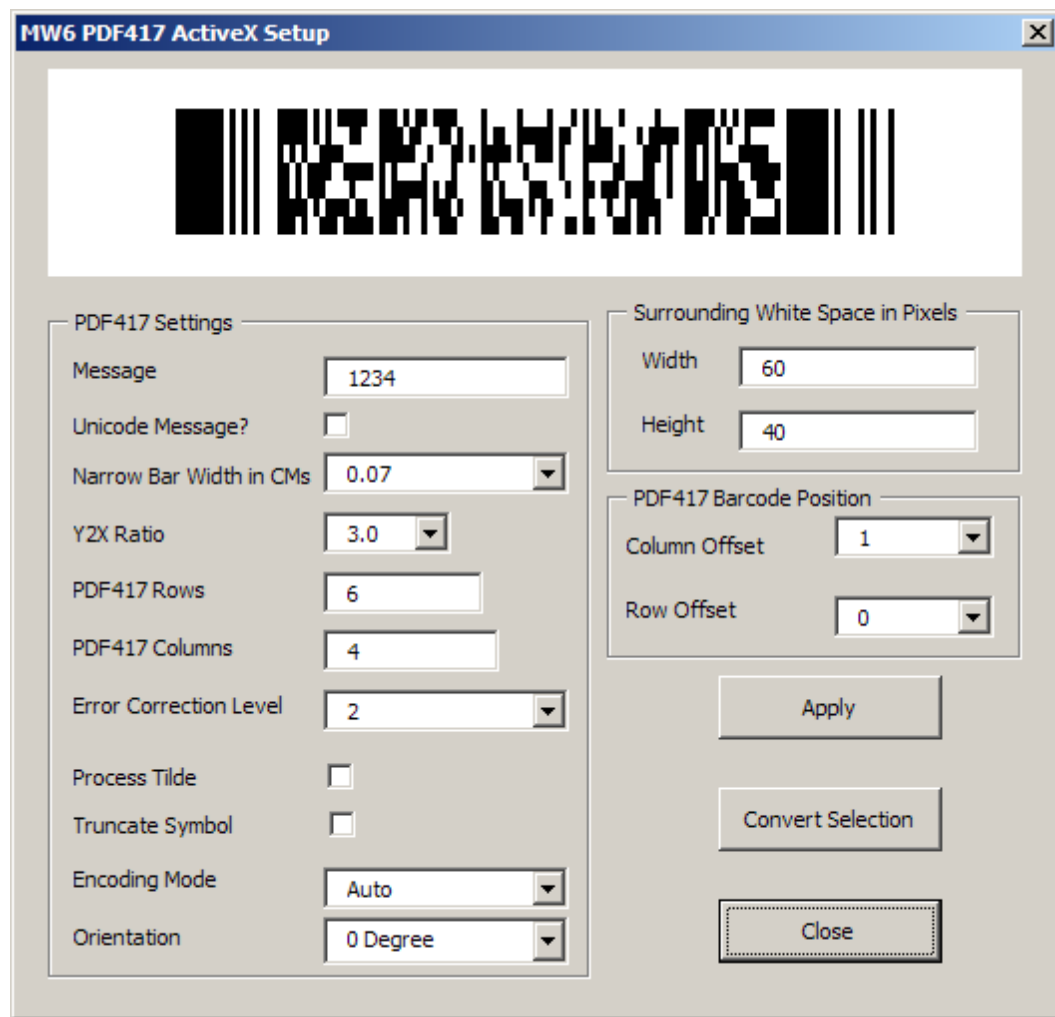 MW6 PDF417 ActiveX Setup
PDF417 Settings
Message 1234
Unicode Message?
Narrow Bar Width in CMs 0.07
Y2X Ratio 3.0
PDF417 Rows 6
PDF417 Columns 4
Error Correction Level 2
Process Tilde
Truncate Symbol
Encoding Mode Auto
Orientation 0 Degree
Surrounding White Space in Pixels
Width 60
Height 40
PDF417 Barcode Position
Column Offset 1
Row Offset 0
Apply
Convert Selection
Close